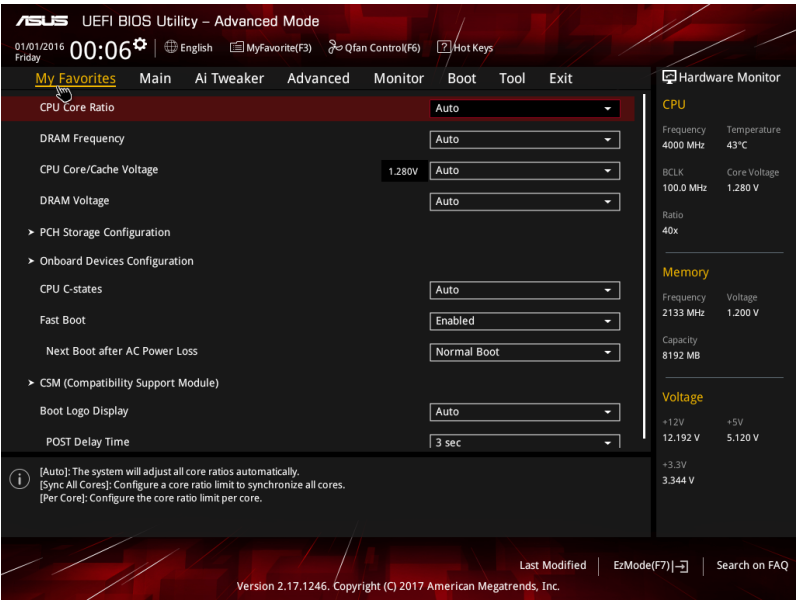 ASUS UEFI BIOS Utility – Advanced Mode
01/01/2016 Friday 00:06 English MyFavorite(F3) Qfan Control(F6) ? Hot Keys
My Favorites Main Ai Tweaker Advanced Monitor Boot Tool Exit
CPU Core Ratio Auto
DRAM Frequency Auto
CPU Core/Cache Voltage 1.280V Auto
DRAM Voltage Auto
> PCH Storage Configuration
> Onboard Devices Configuration
CPU C-states Auto
Fast Boot Enabled
Next Boot after AC Power Loss Normal Boot
> CSM (Compatibility Support Module)
Boot Logo Display Auto
POST Delay Time 3 sec
[Auto]: The system will adjust all core ratios automatically.
[Sync All Cores]: Configure a core ratio limit to synchronize all cores.
[Per Core]: Configure the core ratio limit per core.
Hardware Monitor
CPU
Frequency Temperature
4000 MHz 43°C
BCLK Core Voltage
100.0 MHz 1.280 V
Ratio
40x
Memory
Frequency Voltage
2133 MHz 1.200 V
Capacity
8192 MB
Voltage
+12V +5V
12.192 V 5.120 V
+3.3V
3.344 V
Last Modified EzMode(F7) Search on FAQ
Version 2.17.1246. Copyright (C) 2017 American Megatrends, Inc.